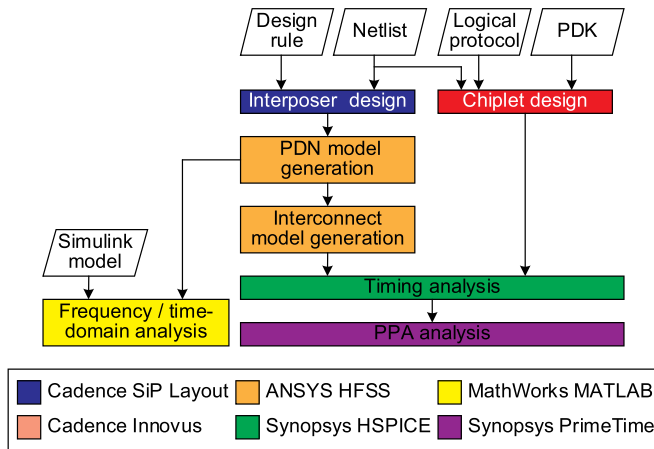 Design
rule
Netlist
Logical
protocol
PDK
Interposer design
Chiplet design
PDN model
generation
Interconnect
model generation
Simulink
model
Timing analysis
Frequency / time-
domain analysis
PPA analysis
Cadence SiP Layout
ANSYS HFSS
MathWorks MATLAB
Cadence Innovus
Synopsys HSPICE
Synopsys PrimeTime